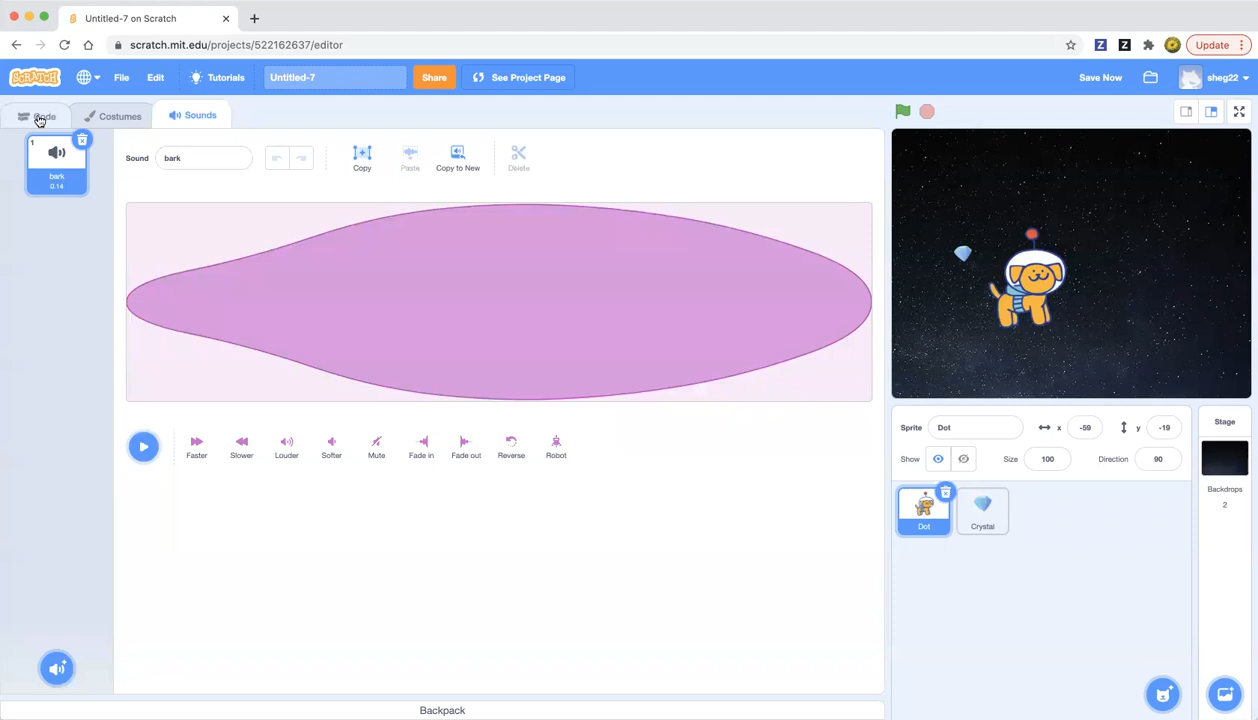 Untitled-7 on Scratch
scratch.mit.edu/projects/522162637/editor
Update
SCRATCH
File
Edit
Tutorials
Untitled-7
Share
See Project Page
Save Now
sheg22
Code
Costumes
Sounds
1
bark
0.14
Sound
bark
Copy
Paste
Copy to New
Delete
Faster
Slower
Louder
Softer
Mute
Fade in
Fade out
Reverse
Robot
Sprite
Dot
x
-59
y
-19
Show
Size
100
Direction
90
Dot
Crystal
Stage
Backdrops
2
Backpack